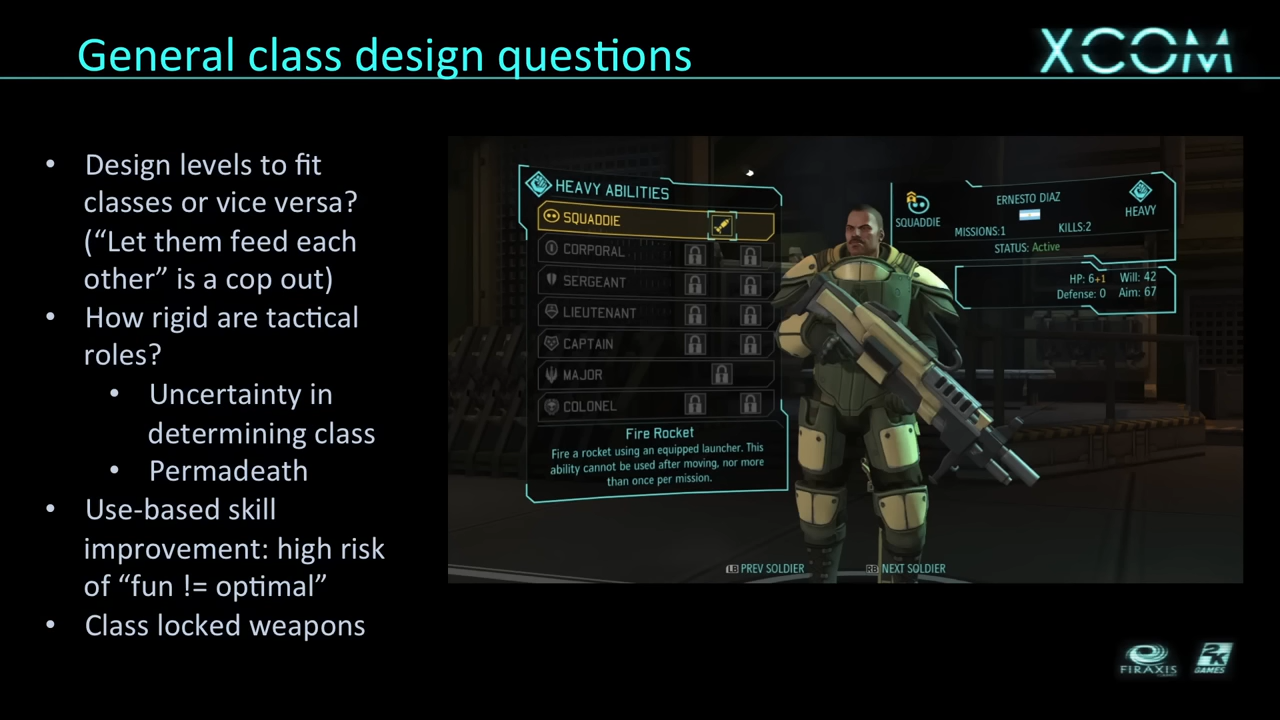 General class design questions
XCOM
• Design levels to fit
classes or vice versa?
(“Let them feed each
other” is a cop out)
• How rigid are tactical
roles?
• Uncertainty in
determining class
• Permadeath
• Use-based skill
improvement: high risk
of “fun != optimal”
• Class locked weapons
HEAVY ABILITIES
SQUADDIE
CORPORAL
SERGEANT
LIEUTENANT
CAPTAIN
MAJOR
COLONEL
Fire Rocket
Fire a rocket using an equipped launcher. This
ability cannot be used after moving, nor more
than once per mission.
SQUADDIE
ERNESTO DIAZ
HEAVY
MISSIONS:1 KILLS:2
STATUS: Active
HP: 6+1 Will: 42
Defense: 0 Aim: 67
LB PREV SOLDIER RB NEXT SOLDIER
FIRAXIS
2K
GAMES